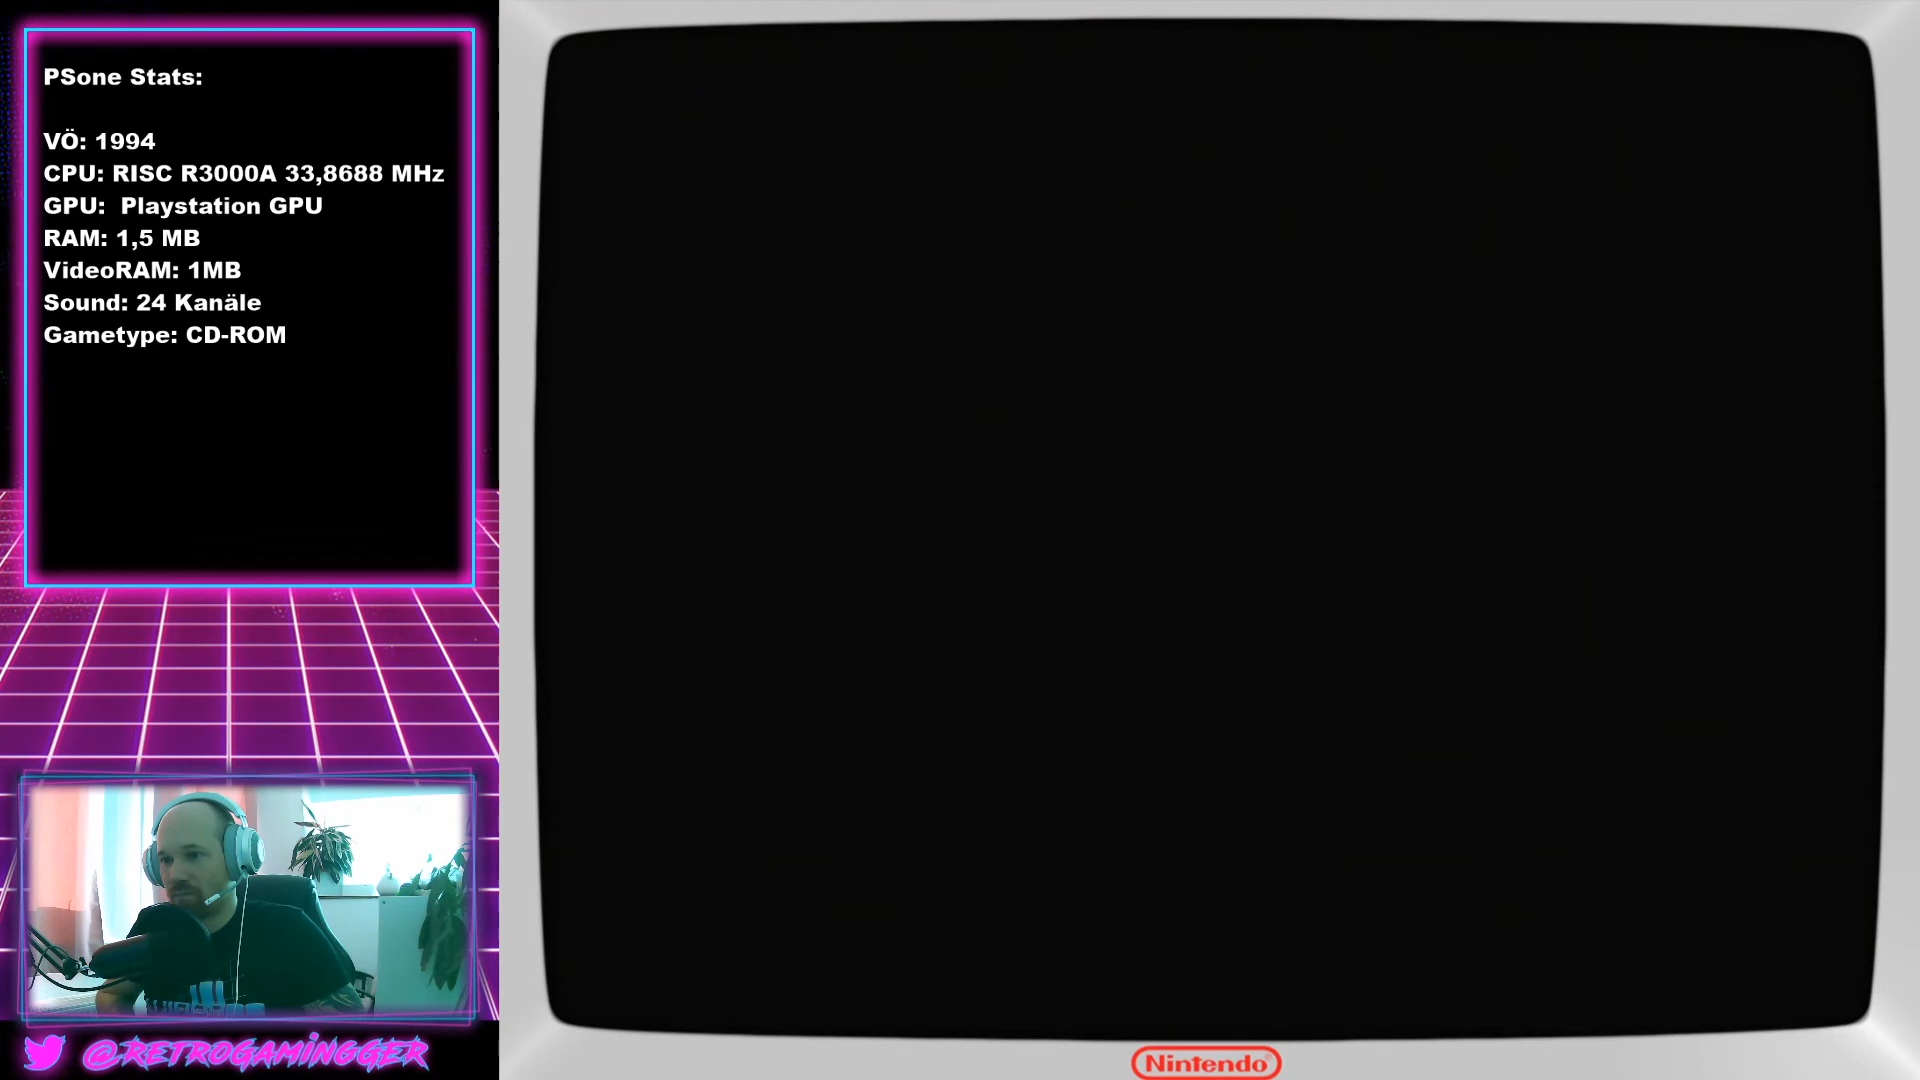 PSone Stats:
VÖ: 1994
CPU: RISC R3000A 33,8688 MHz
GPU:  Playstation GPU
RAM: 1,5 MB
VideoRAM: 1MB
Sound: 24 Kanäle
Gametype: CD-ROM
@RETROGAMINGGER
Nintendo®